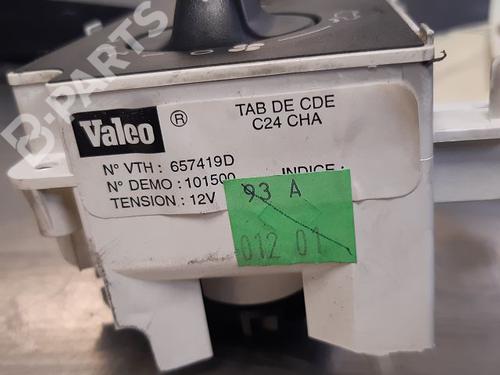 B-PARTS
Valeo ®
TAB DE CDE
C24 CHA
N° VTH : 657419D
N° DEMO : 101500
INDICE :
TENSION : 12V
93 A
012 01